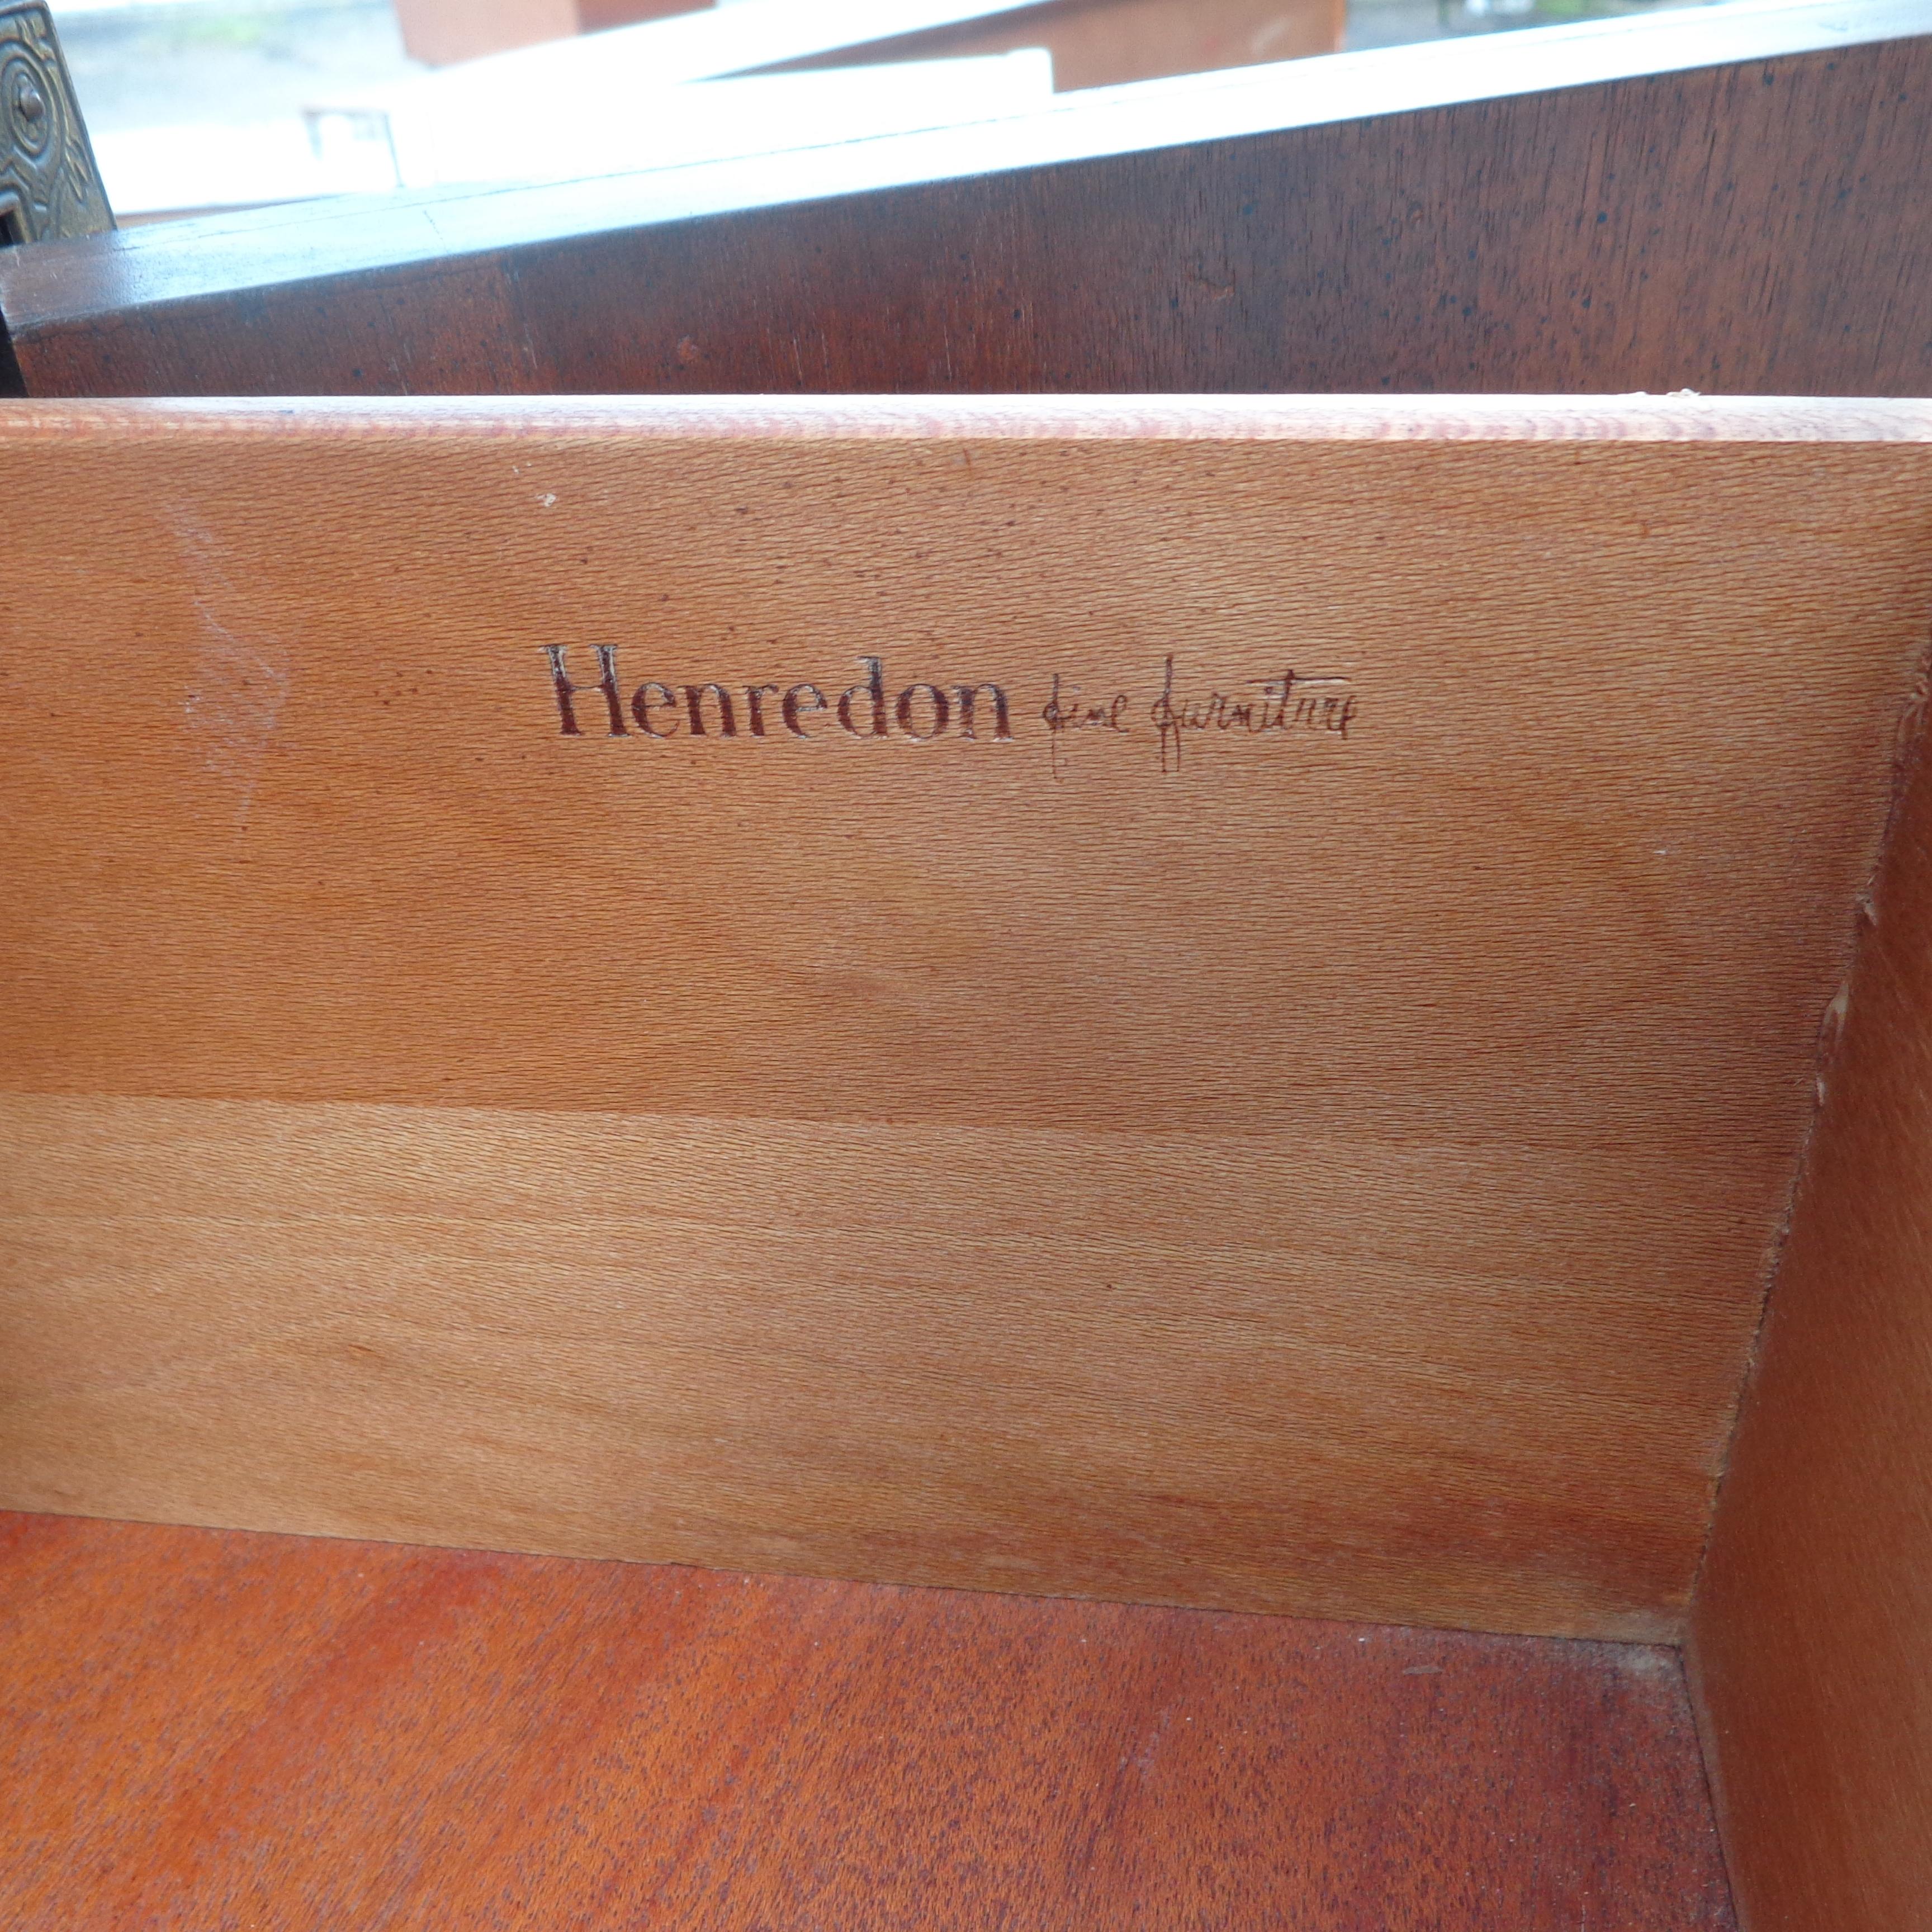 Henredon fine furniture